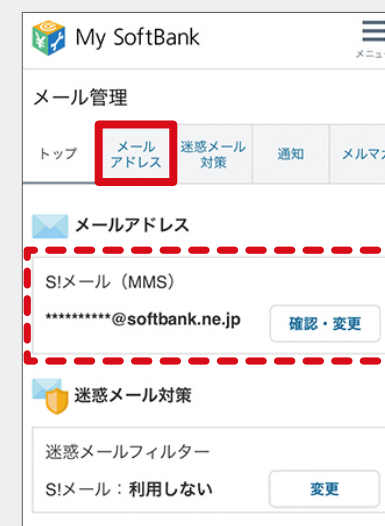 My SoftBank
メニュー
メール管理
トップ
メール
アドレス
迷惑メール
対策
通知
メルマガ
メールアドレス
S!メール（MMS）
**********@softbank.ne.jp
確認・変更
迷惑メール対策
迷惑メールフィルター
S!メール：利用しない
変更